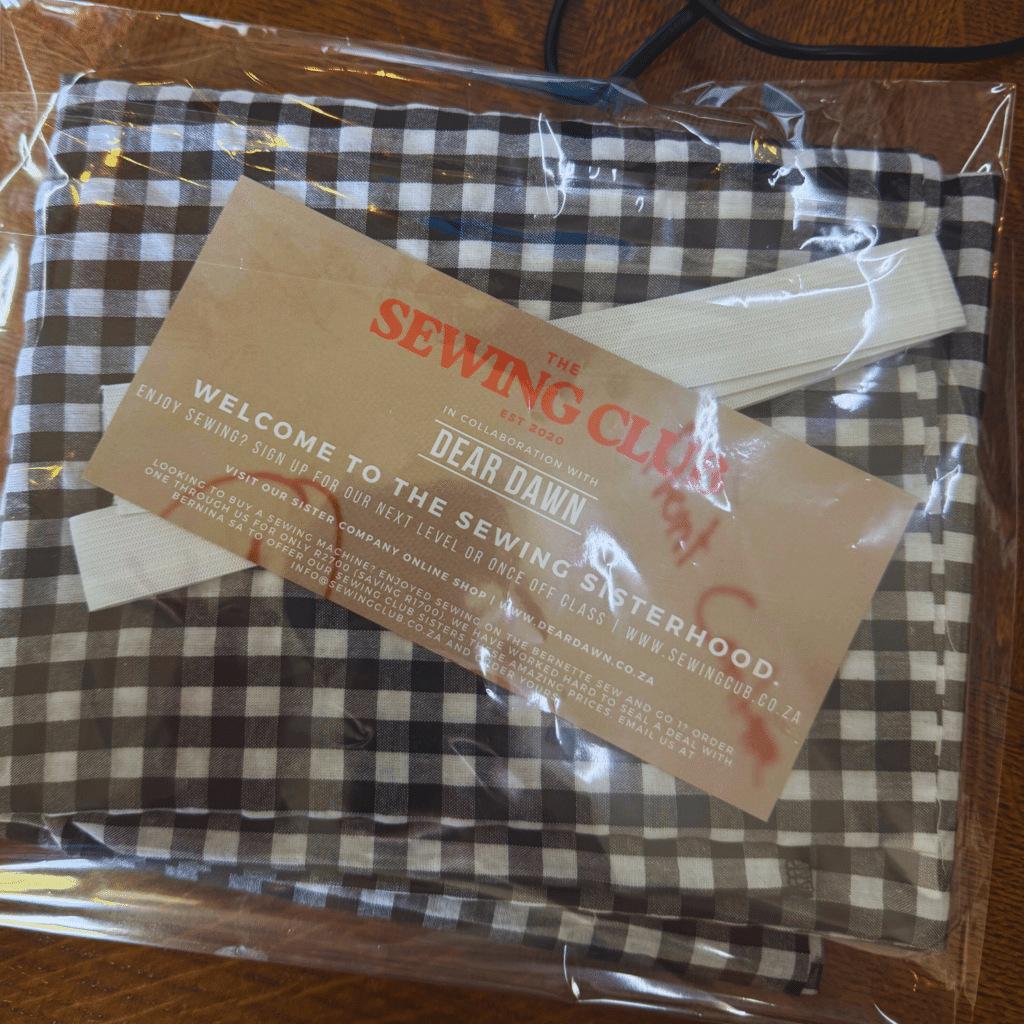 THE
SEWING CLUB
EST 2020
IN COLLABORATION WITH
DEAR DAWN
WELCOME TO THE SEWING SISTERHOOD.
ENJOY SEWING? SIGN UP FOR OUR NEXT LEVEL OR ONCE OFF CLASS | WWW.SEWINGCUB.CO.ZA
VISIT OUR SISTER COMPANY ONLINE SHOP | WWW.DEARDAWN.CO.ZA
LOOKING TO BUY A SEWING MACHINE? ENJOYED SEWING ON THE BERNETTE SEW AND GO 1? ORDER
ONE THROUGH US FOR ONLY R2700 (SAVING R1700). WE HAVE WORKED HARD TO SEAL A DEAL WITH
BERNINA SA TO OFFER OUR SEWING CLUB SISTERS THESE AMAZING PRICES. EMAIL US AT
INFO@SEWINGCLUB.CO.ZA AND ORDER YOURS